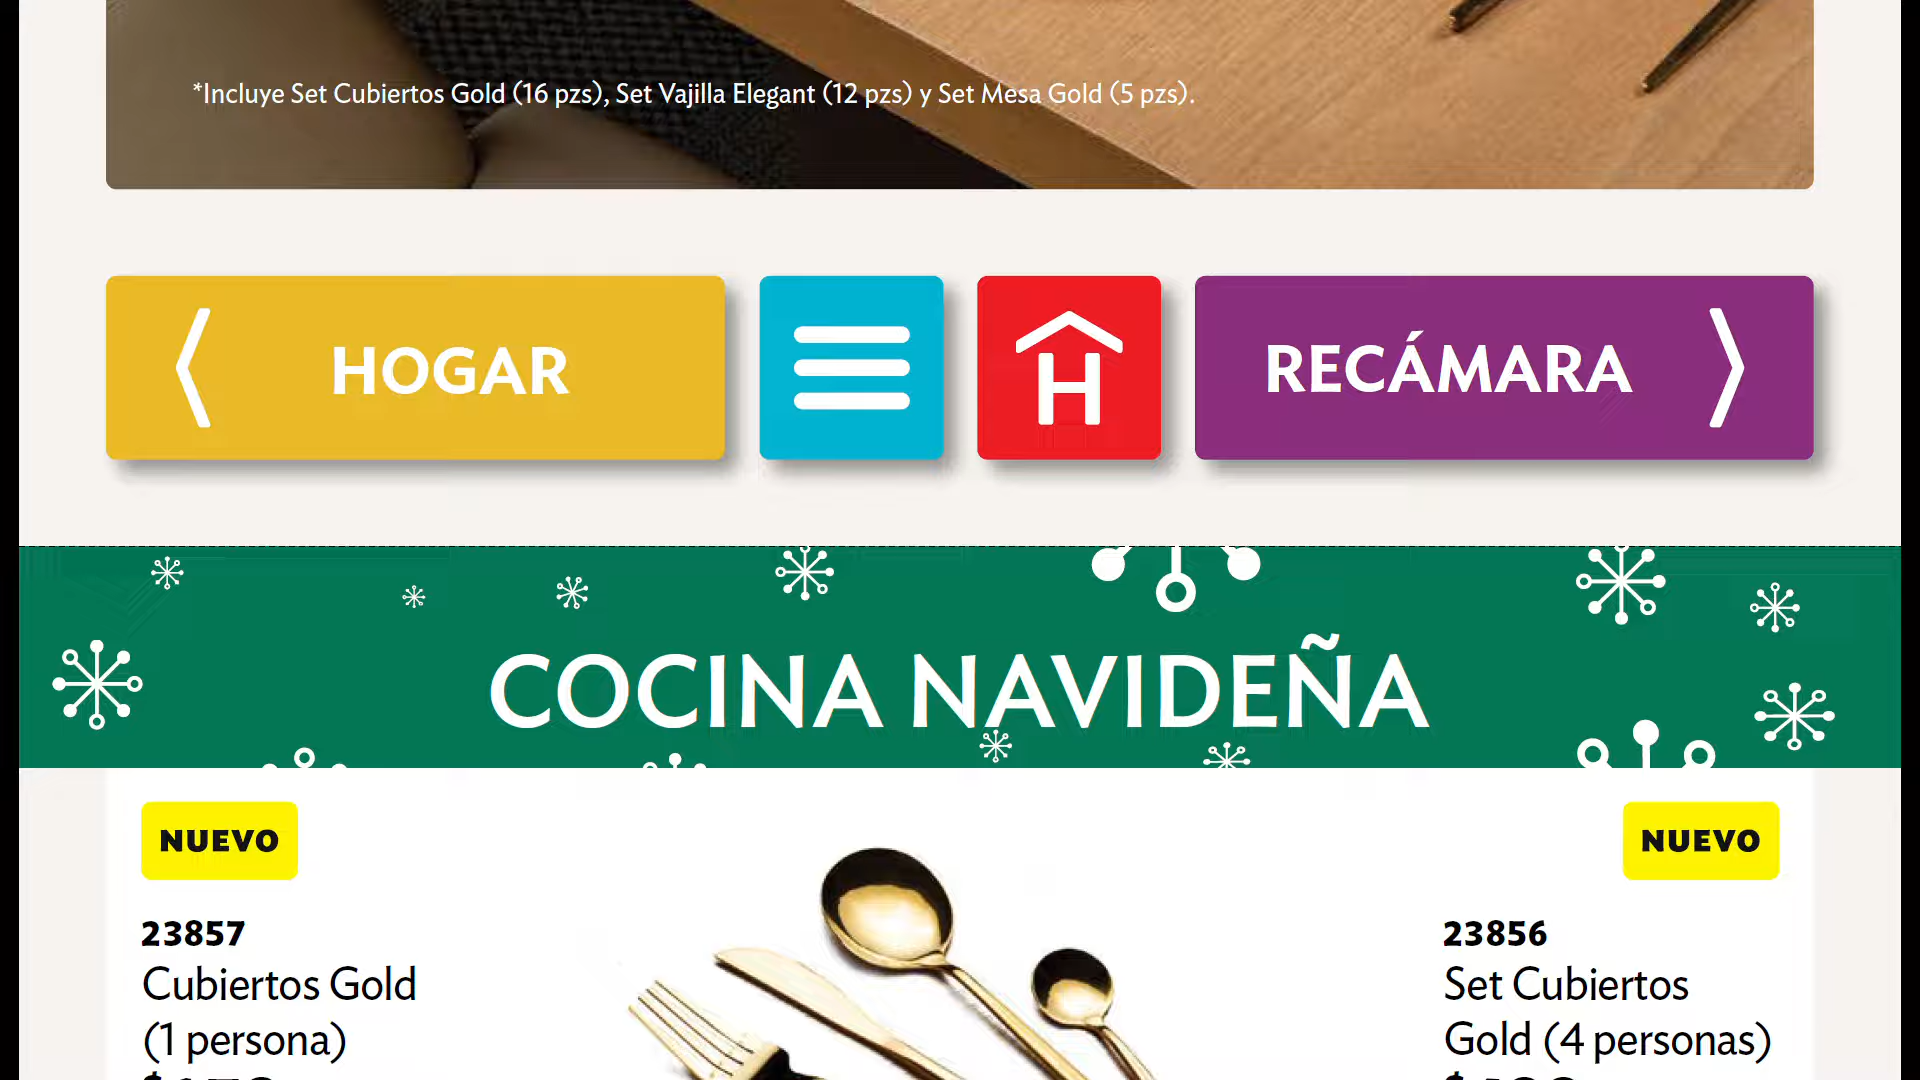 *Incluye Set Cubiertos Gold (16 pzs), Set Vajilla Elegant (12 pzs) y Set Mesa Gold (5 pzs).
HOGAR
H
RECÁMARA
COCINA NAVIDEÑA
NUEVO
23857
Cubiertos Gold
(1 persona)
NUEVO
23856
Set Cubiertos
Gold (4 personas)